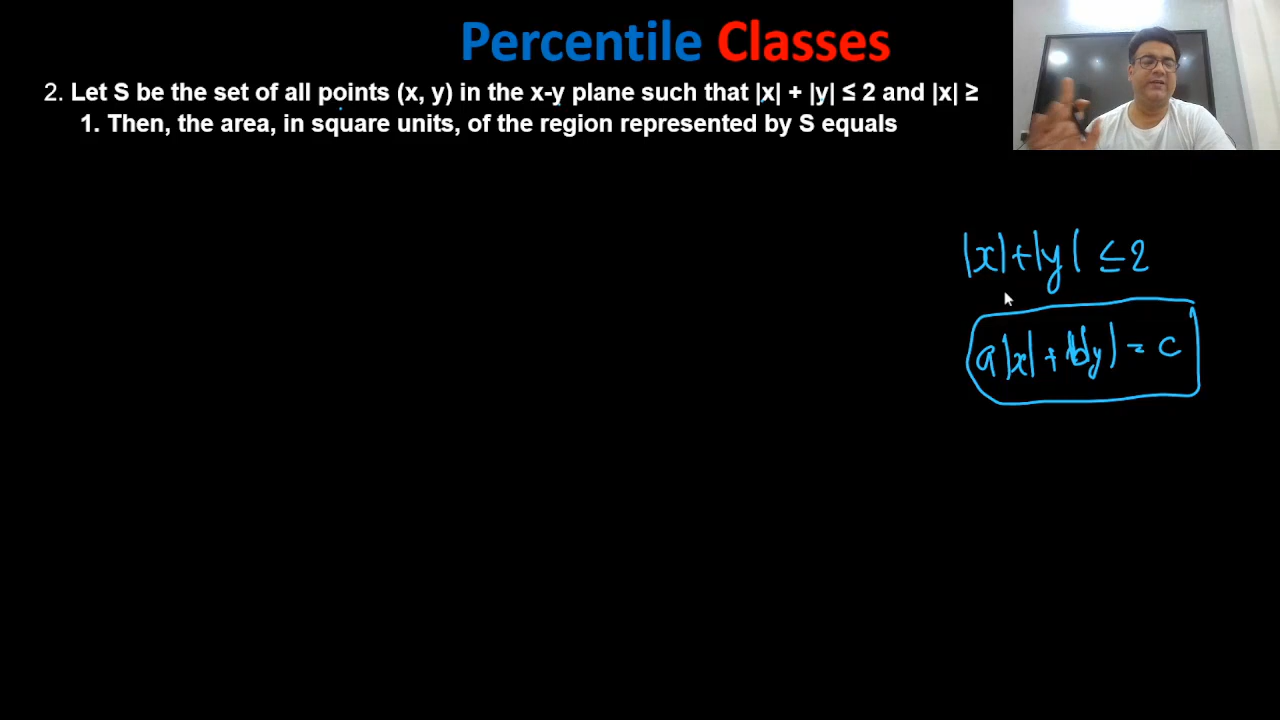 Percentile Classes
2. Let S be the set of all points (x, y) in the x-y plane such that |x| + |y| ≤ 2 and |x| ≥
1. Then, the area, in square units, of the region represented by S equals
|x|+|y| ≤2
a|x| + b|y| = c